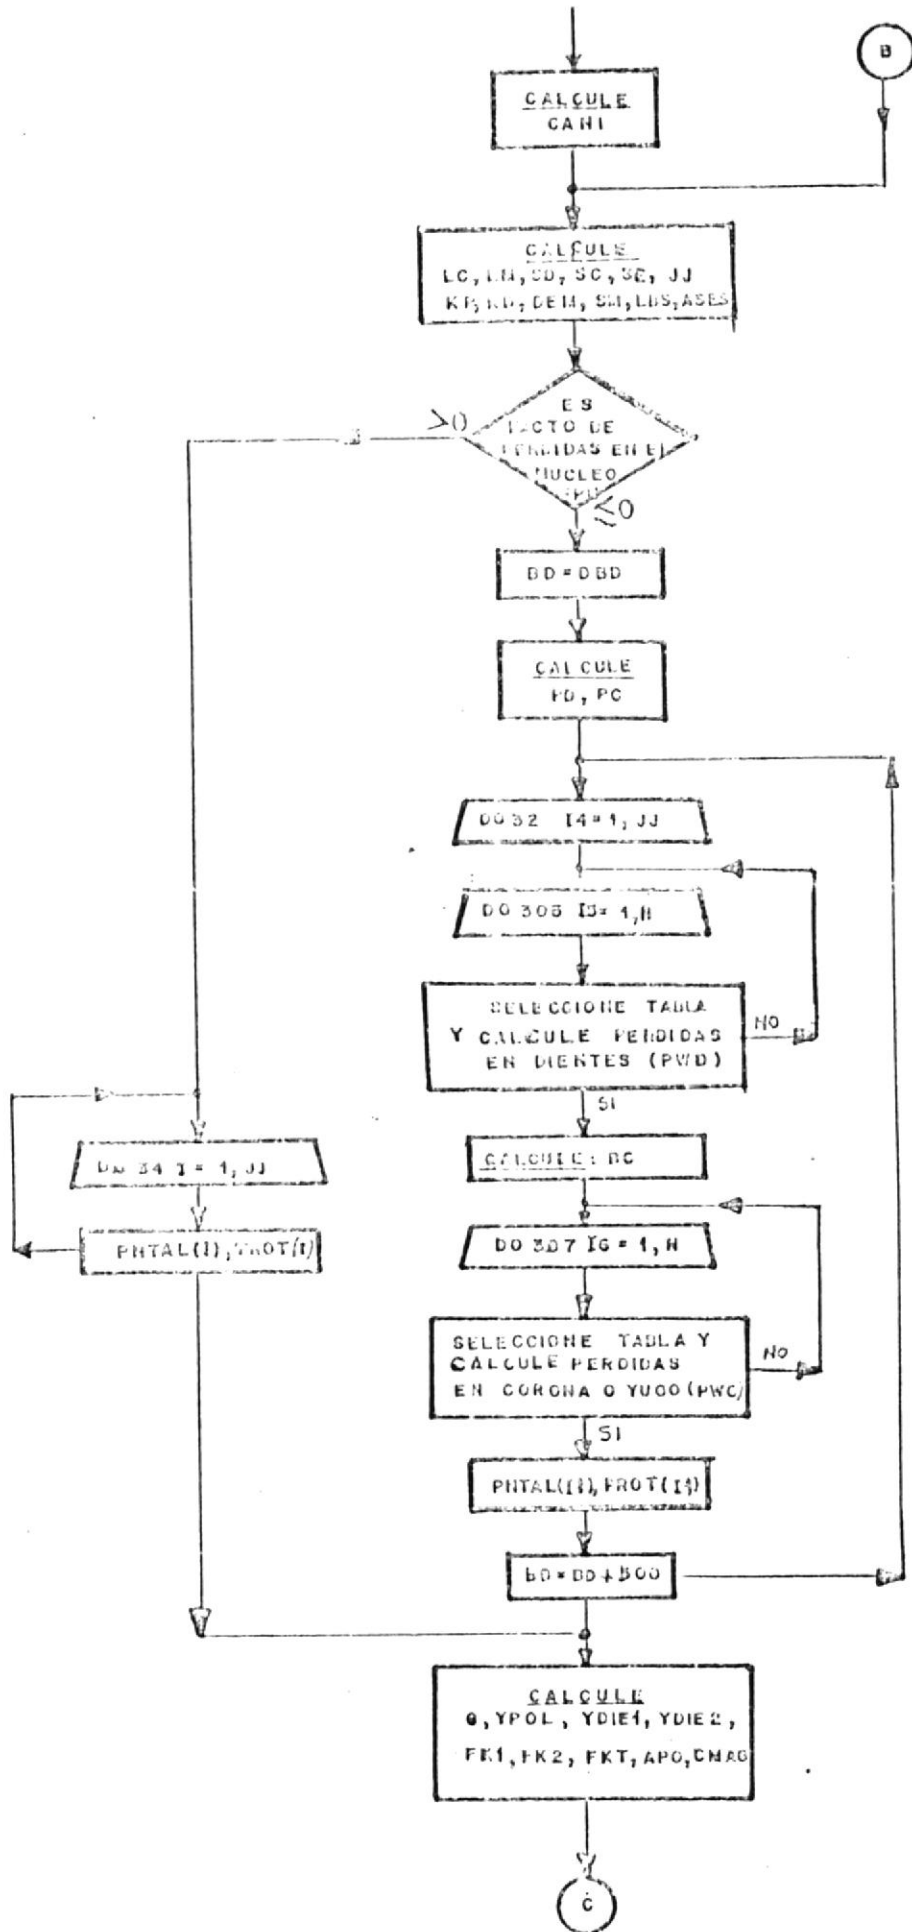 B
CALCULE
CAHI
CALCULE
LC, LM, SD, SC, SE, JJ
KP, KD, DEM, SM, LBS, ASES
ES
FACTO DE
PERDIDAS EN EL
NUCLEO
>0
≤0
BD = DBD
CALCULE
PD, PC
DO 32 I4 = 1, JJ
DO 305 I5 = 1, N
SELECCIONE TABLA
Y CALCULE PERDIDAS
EN DIENTES (PWD)
NO
SI
CALCULE : BC
DO 34 I = 1, JJ
PNTAL(I), FROT(I)
DO 307 I6 = 1, N
SELECCIONE TABLA Y
CALCULE PERDIDAS
EN CORONA O YUGO (PWC)
NO
SI
PNTAL(I4), FROT(I4)
BD = BD + 500
CALCULE
Q, YPOL, YDIE1, YDIE2,
FK1, FK2, FKT, APO, CMAG
C